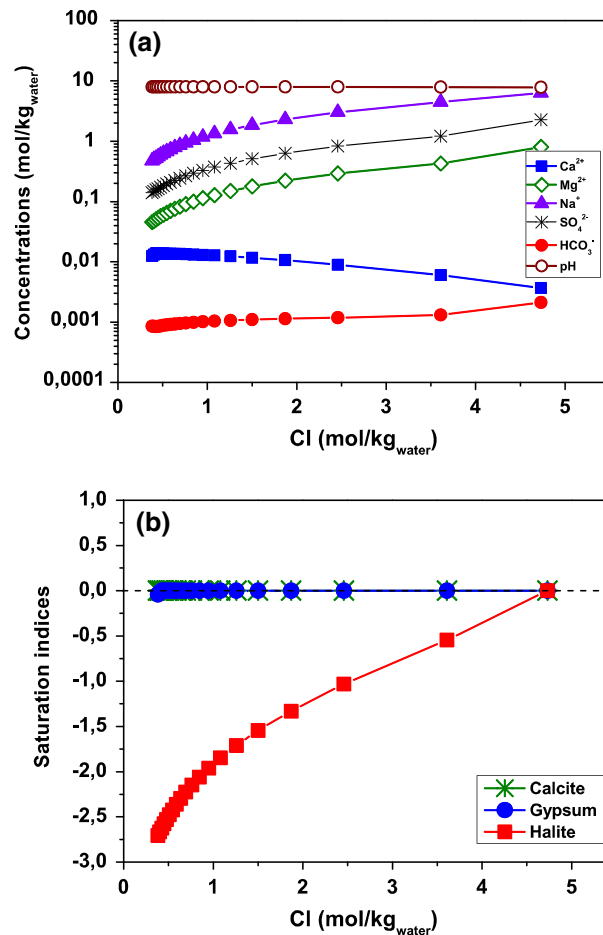 (a)
Concentrations (mol/kgwater)
100
10
1
0,1
0,01
0,001
0,0001
Ca2+
Mg2+
Na+
SO42-
HCO3-
pH
0 1 2 3 4 5
Cl (mol/kgwater)
(b)
Saturation indices
1,0
0,5
0,0
-0,5
-1,0
-1,5
-2,0
-2,5
-3,0
Calcite
Gypsum
Halite
0 1 2 3 4 5
Cl (mol/kgwater)